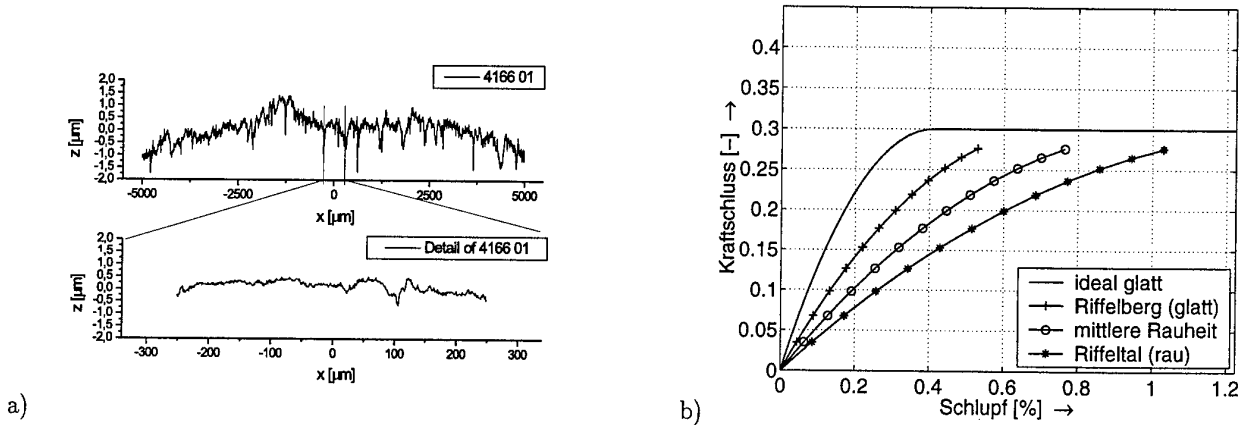 4166 01
2,0
1,5
1,0
0,5
0,0
-0,5
-1,0
-1,5
2,0
z [µm]
-5000 -2500 0 2500 5000
x [µm]
Detail of 4166 01
2,0
1,5
1,0
0,5
0,0
-0,5
-1,0
-1,5
2,0
z [µm]
-300 -200 -100 0 100 200 300
x [µm]
a)
0.4
0.35
0.3
0.25
0.2
0.15
0.1
0.05
0
Kraftschluss [–] →
ideal glatt
Riffelberg (glatt)
mittlere Rauheit
Riffeltal (rau)
0 0.2 0.4 0.6 0.8 1 1.2
Schlupf [%] →
b)